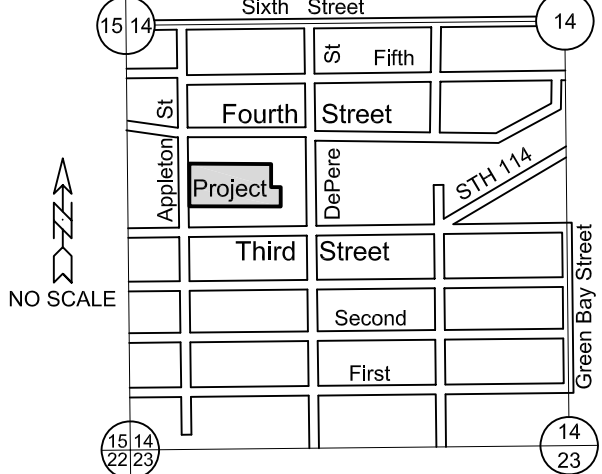 Sixth Street
15 14
14
St
Fifth
St
Fourth Street
Appleton
Project
DePere
STH 114
N
Third Street
NO SCALE
Green Bay Street
Second
First
15 14
22 23
14
23